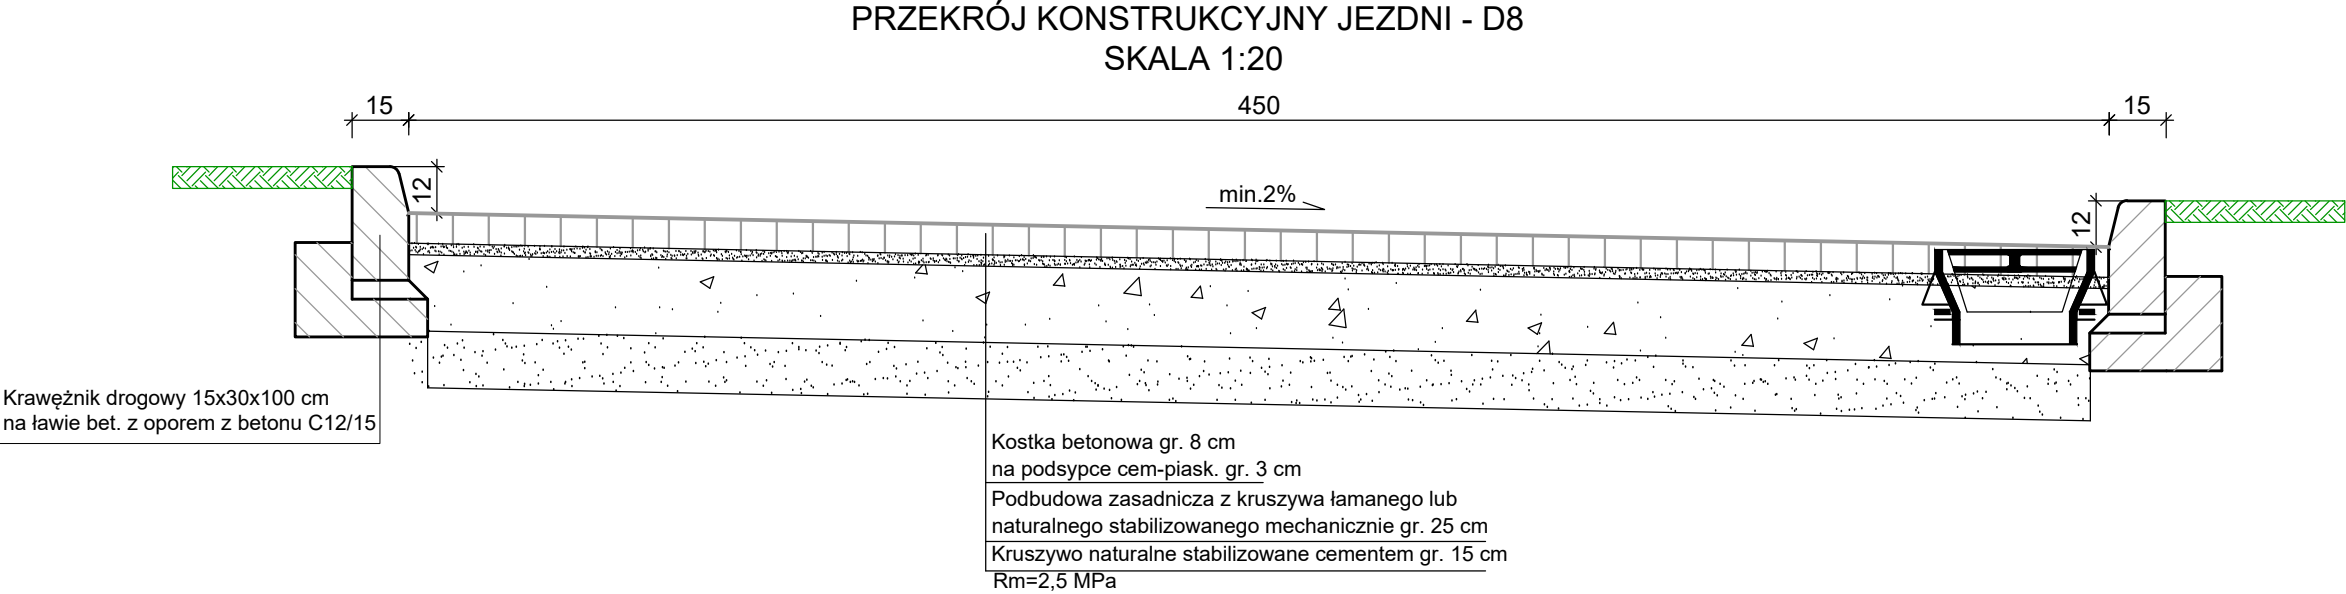 PRZEKRÓJ KONSTRUKCYJNY JEZDNI - D8
SKALA 1:20
15
450
15
12
min.2%
12
Krawężnik drogowy 15x30x100 cm
na ławie bet. z oporem z betonu C12/15
Kostka betonowa gr. 8 cm
na podsypce cem-piask. gr. 3 cm
Podbudowa zasadnicza z kruszywa łamanego lub
naturalnego stabilizowanego mechanicznie gr. 25 cm
Kruszywo naturalne stabilizowane cementem gr. 15 cm
Rm=2,5 MPa